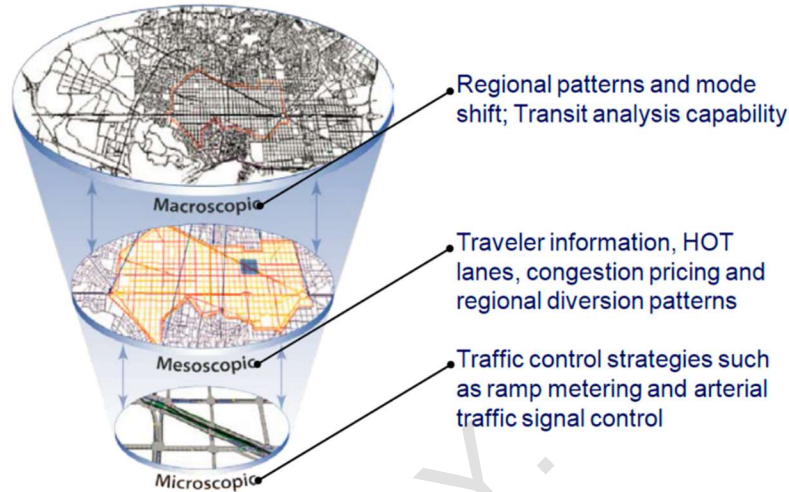 Regional patterns and mode
shift; Transit analysis capability
Macroscopic
Traveler information, HOT
lanes, congestion pricing and
regional diversion patterns
Mesoscopic
Traffic control strategies such
as ramp metering and arterial
traffic signal control
Microscopic
Y.